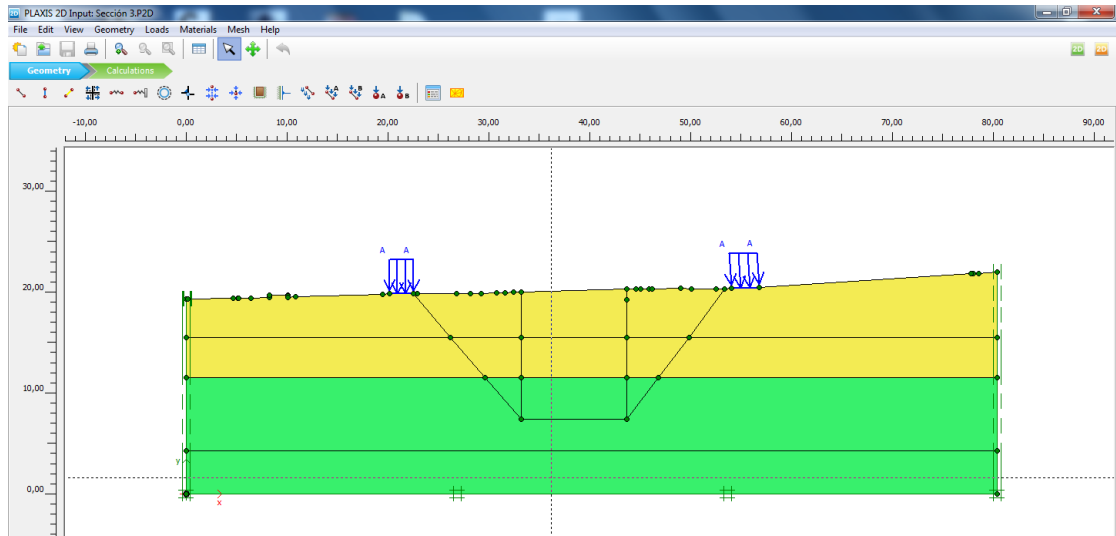 PLAXIS 2D Input: Sección 3.P2D
File Edit View Geometry Loads Materials Mesh Help
2D 2D
Geometry Calculations
A B A B
-10,00 0,00 10,00 20,00 30,00 40,00 50,00 60,00 70,00 80,00 90,00
30,00
A A A A
20,00
10,00
y
0,00
x